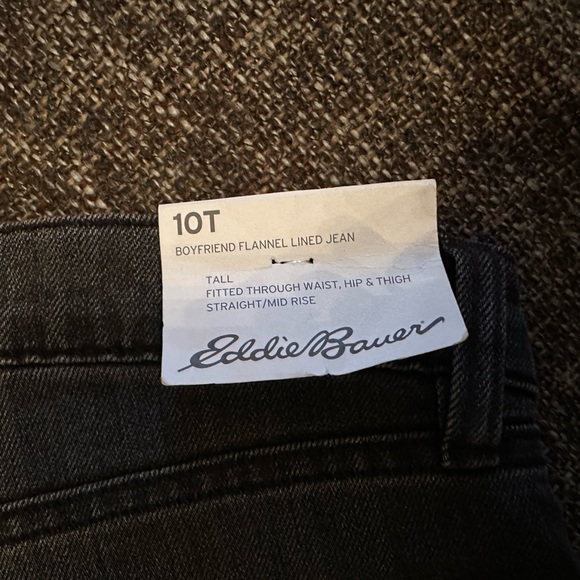 10T
BOYFRIEND FLANNEL LINED JEAN
TALL
FITTED THROUGH WAIST, HIP & THIGH
STRAIGHT/MID RISE
Eddie Bauer